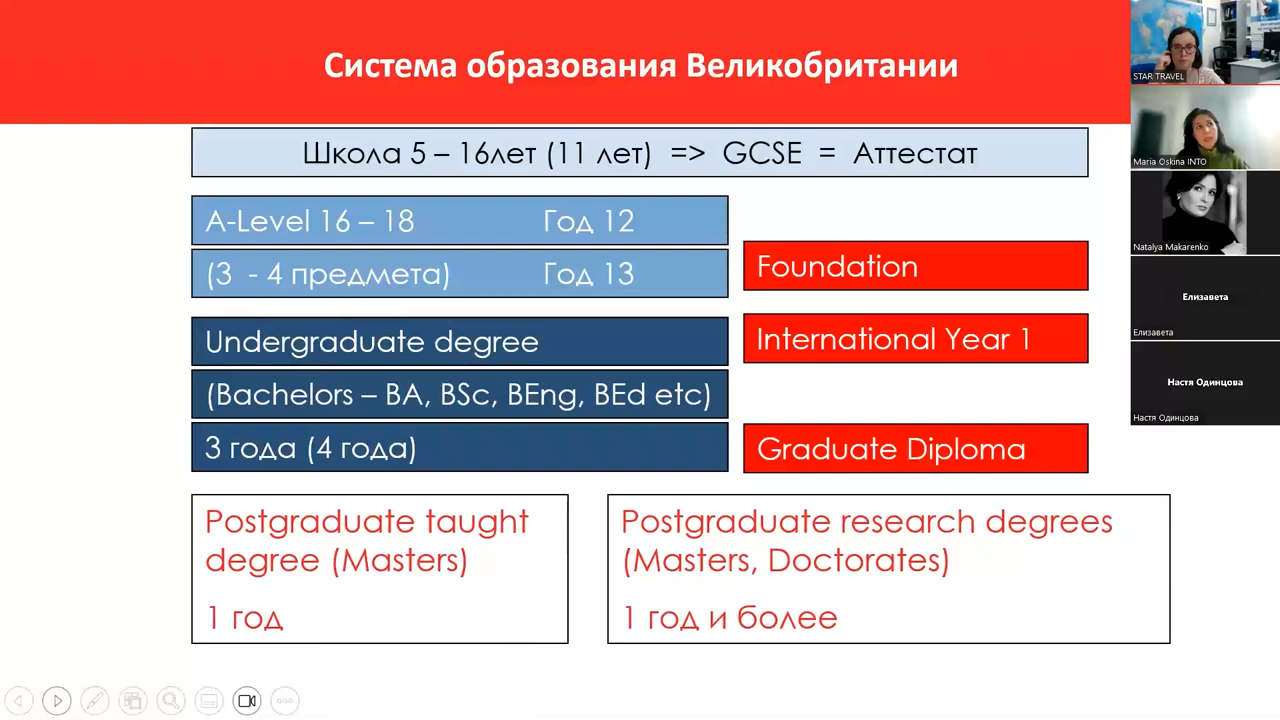 Система образования Великобритании
Школа 5 – 16лет (11 лет) => GCSE = Аттестат
A-Level 16 – 18 Год 12
(3 - 4 предмета) Год 13
Foundation
Undergraduate degree
International Year 1
(Bachelors – BA, BSc, BEng, BEd etc)
3 года (4 года)
Graduate Diploma
Postgraduate taught
degree (Masters)
1 год
Postgraduate research degrees
(Masters, Doctorates)
1 год и более
STAR TRAVEL
Maria Oskina INTO
Natalya Makarenko
Елизавета
Елизавета
Настя Одинцова
Настя Одинцова